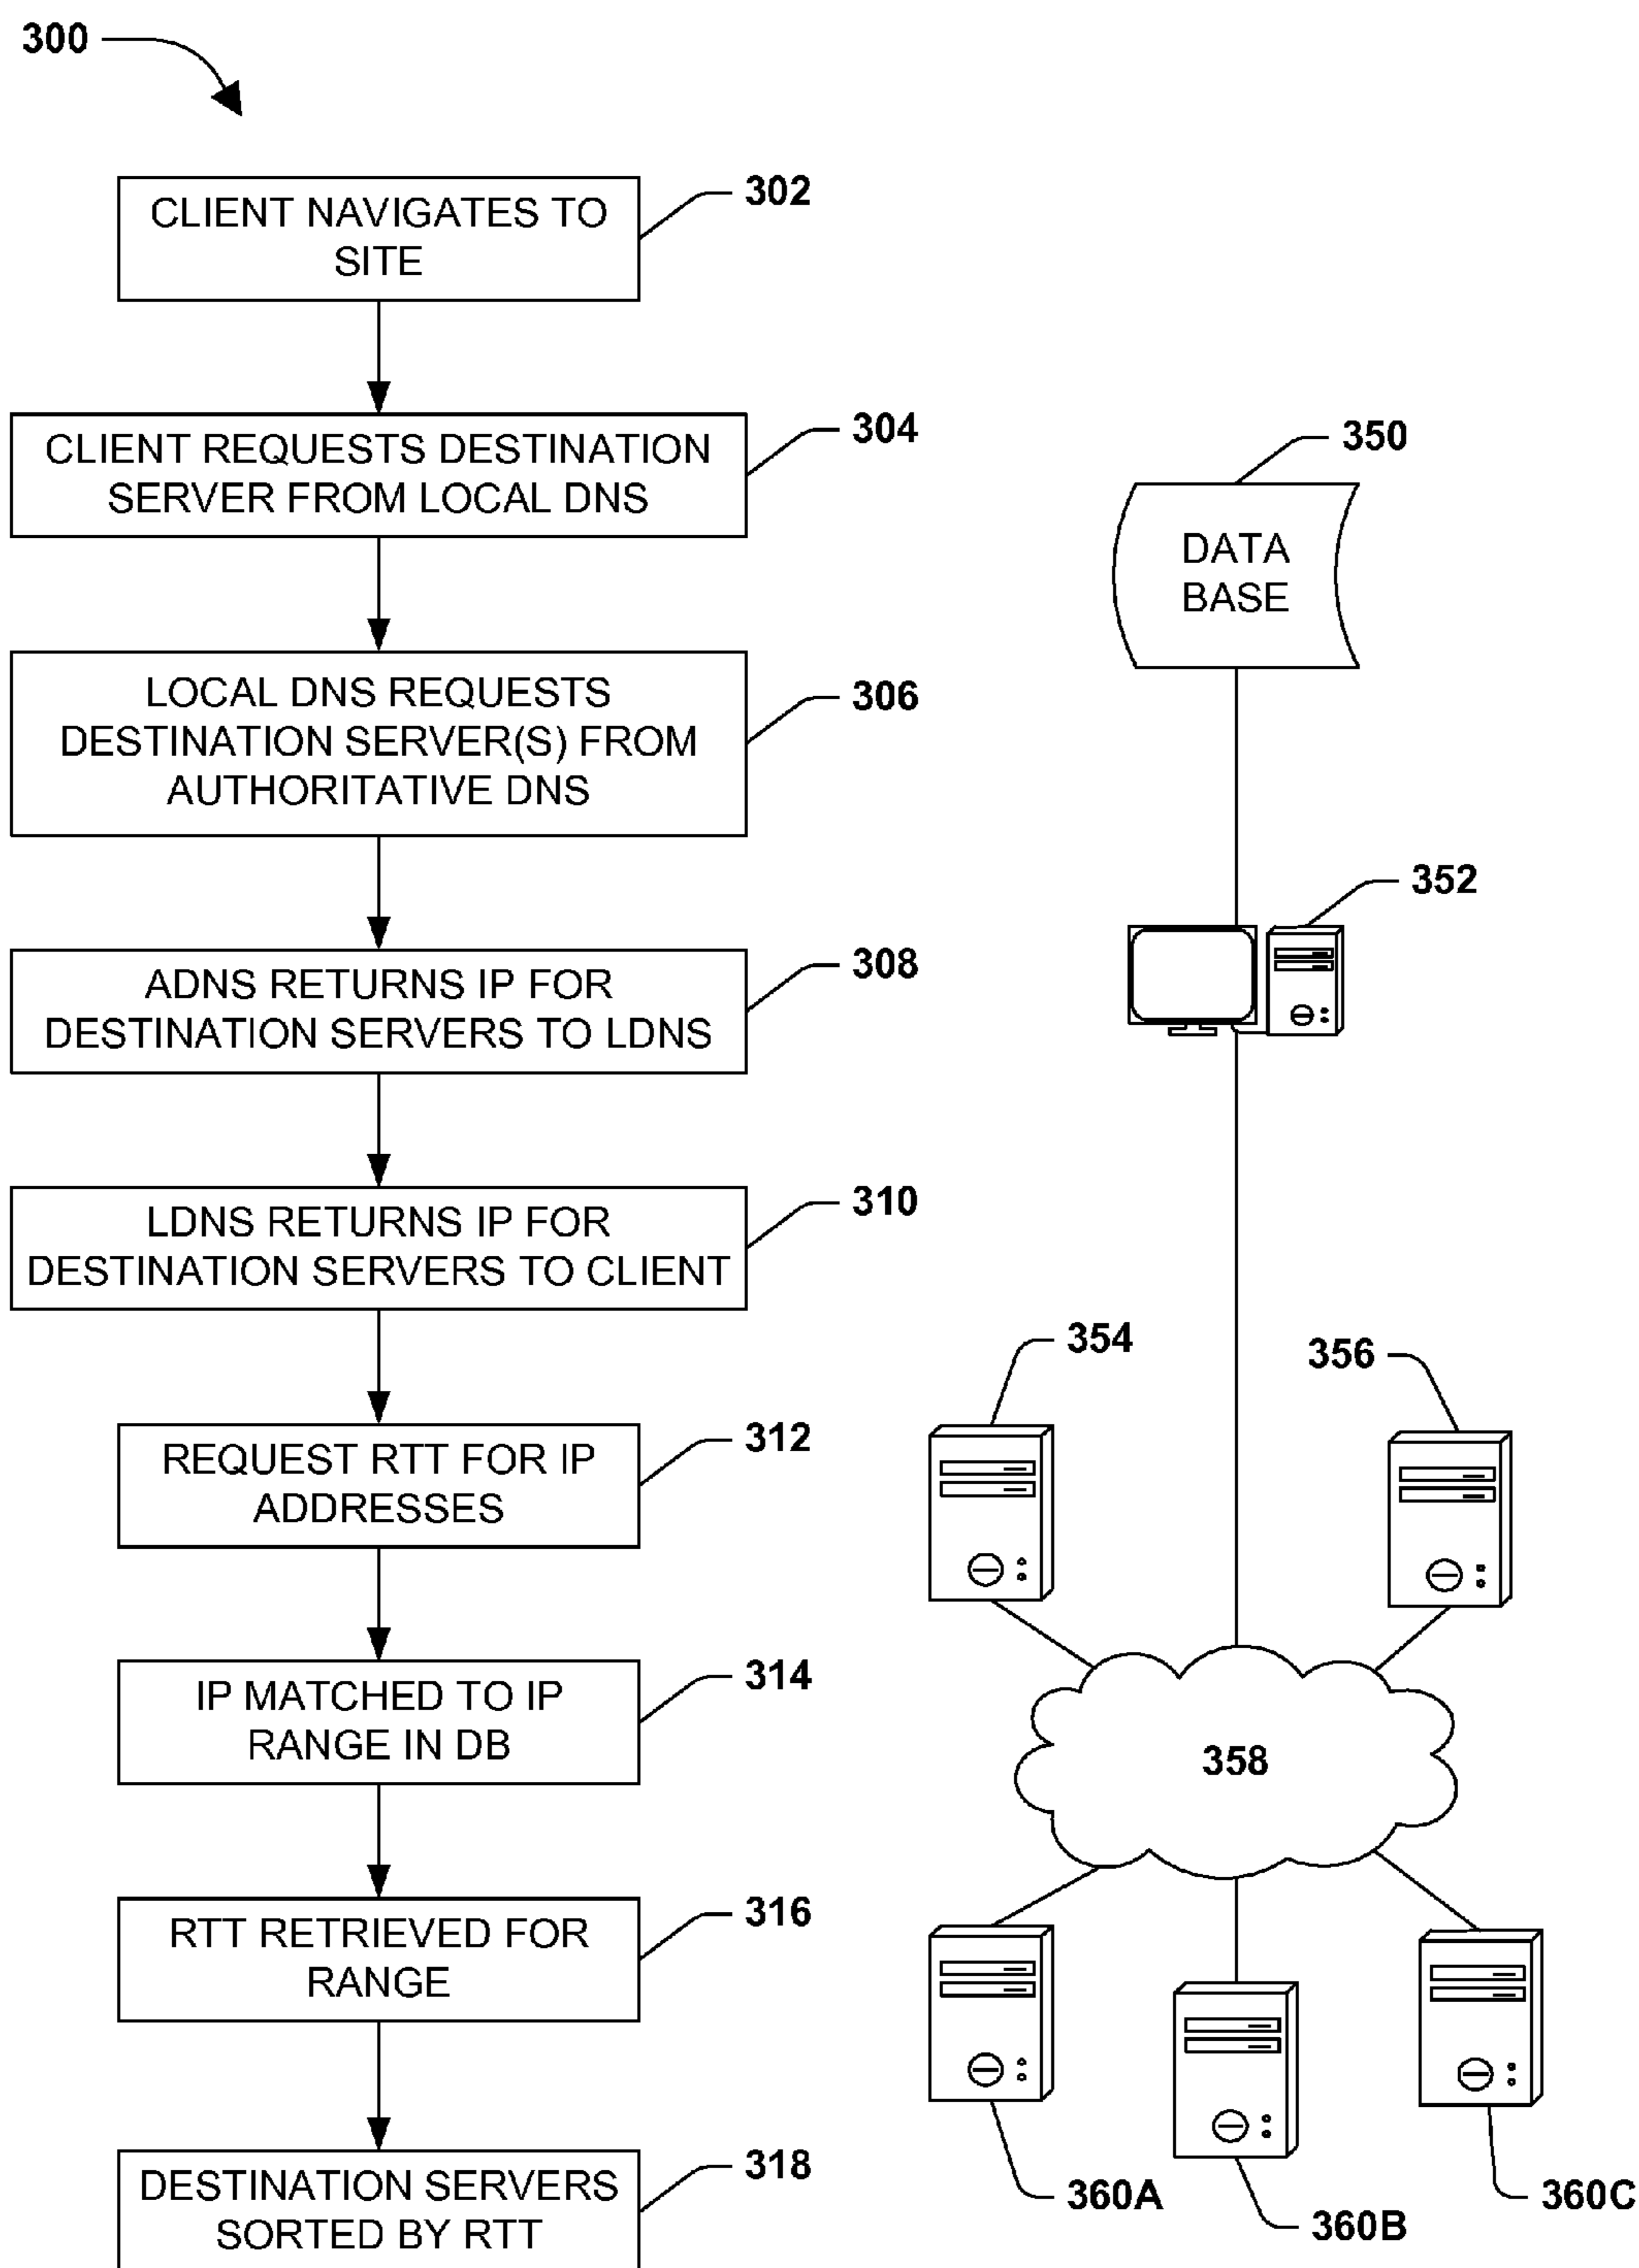 300
302
CLIENT NAVIGATES TO
SITE
304
CLIENT REQUESTS DESTINATION
SERVER FROM LOCAL DNS
306
LOCAL DNS REQUESTS
DESTINATION SERVER(S) FROM
AUTHORITATIVE DNS
308
ADNS RETURNS IP FOR
DESTINATION SERVERS TO LDNS
310
LDNS RETURNS IP FOR
DESTINATION SERVERS TO CLIENT
312
REQUEST RTT FOR IP
ADDRESSES
314
IP MATCHED TO IP
RANGE IN DB
316
RTT RETRIEVED FOR
RANGE
318
DESTINATION SERVERS
SORTED BY RTT
350
DATA
BASE
352
354
356
358
360A
360B
360C